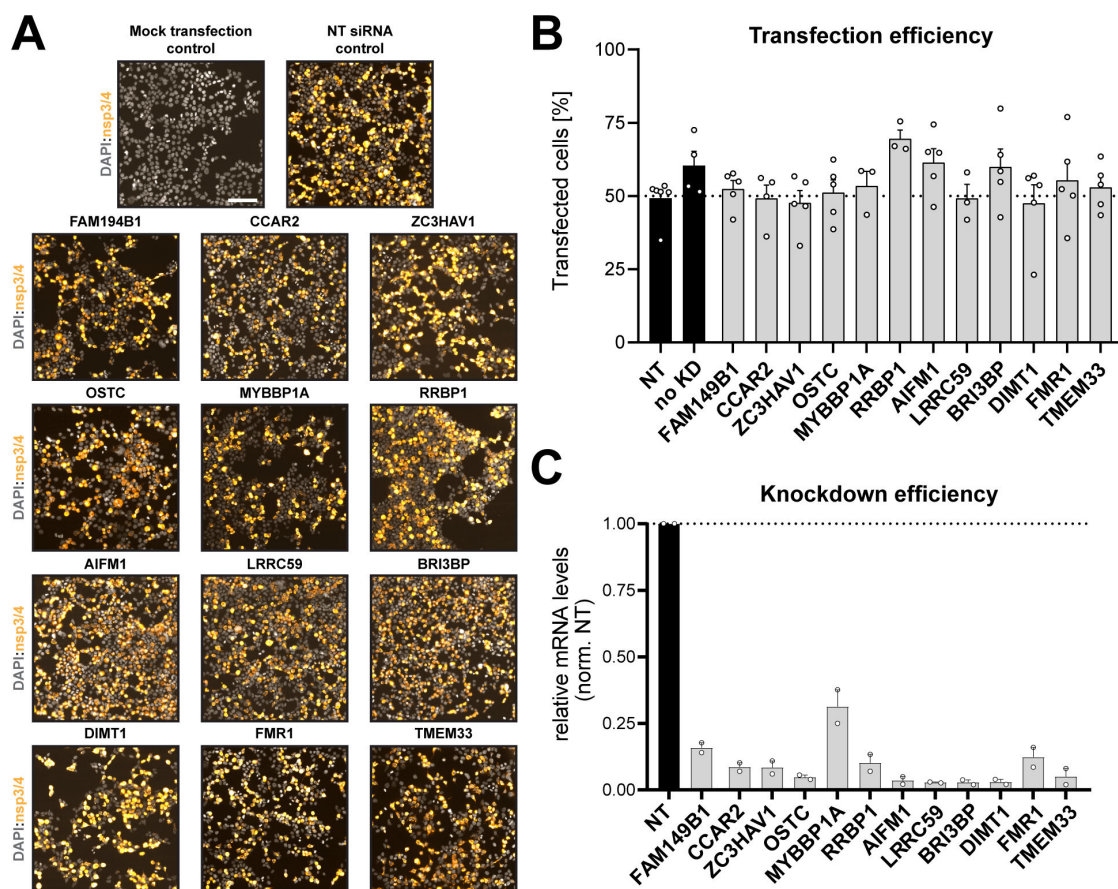 A
Mock transfection
control
NT siRNA
control
DAPI:nsp3/4
FAM194B1
CCAR2
ZC3HAV1
DAPI:nsp3/4
OSTC
MYBBP1A
RRBP1
DAPI:nsp3/4
AIFM1
LRRC59
BRI3BP
DAPI:nsp3/4
DIMT1
FMR1
TMEM33
DAPI:nsp3/4
B
Transfection efficiency
Transfected cells [%]
100
75
50
25
0
NT
no KD
FAM149B1
CCAR2
ZC3HAV1
OSTC
MYBBP1A
RRBP1
AIFM1
LRRC59
BRI3BP
DIMT1
FMR1
TMEM33
C
Knockdown efficiency
relative mRNA levels
(norm. NT)
1.00
0.75
0.50
0.25
0.00
NT
FAM149B1
CCAR2
ZC3HAV1
OSTC
MYBBP1A
RRBP1
AIFM1
LRRC59
BRI3BP
DIMT1
FMR1
TMEM33